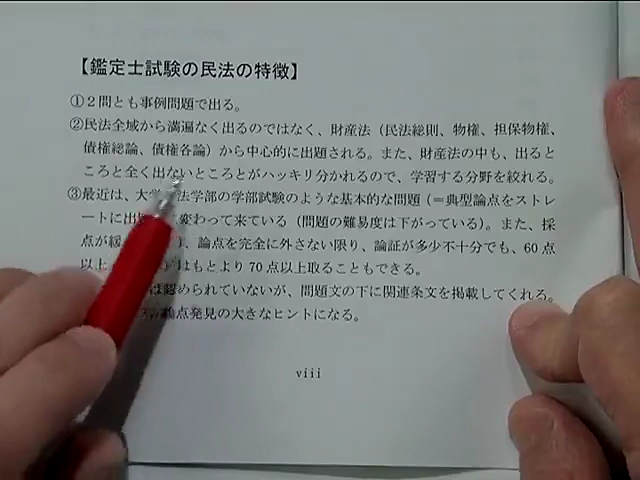 【鑑定士試験の民法の特徴】
①2問とも事例問題で出る。
②民法全域から満遍なく出るのではなく、財産法(民法総則、物権、担保物権、
債権総論、債権各論)から中心的に出題される。また、財産法の中も、出ると
ころと全く出ないところとがハッキリ分かれるので、学習する分野を絞れる。
③最近は、大学 法学部の学部試験のような基本的な問題(=典型論点をストレ
ートに出 変わって来ている(問題の難易度は下がっている)。また、採
点が緩 、論点を完全に外さない限り、論証が多少不十分でも、60点
以上 はもとより70点以上取ることもできる。
は認められていないが、問題文の下に関連条文を掲載してくれる。
論点発見の大きなヒントになる。
viii